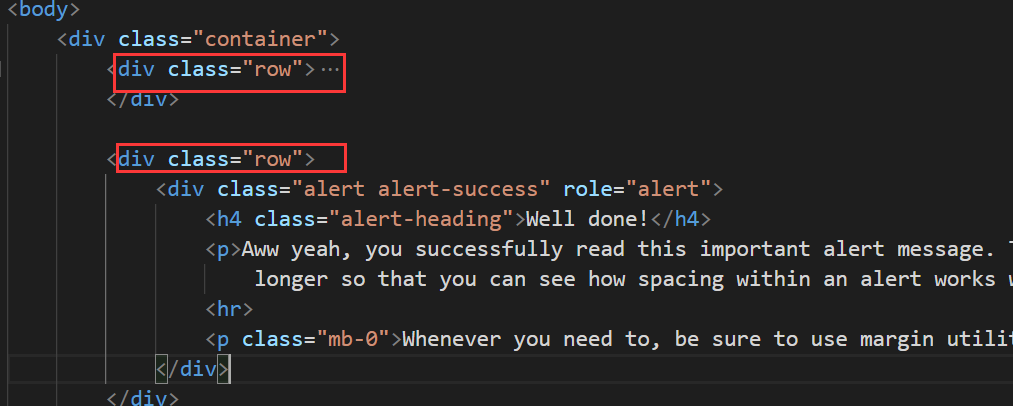 <body>
<div class="container">
<div class="row">···
</div>
<div class="row">
<div class="alert alert-success" role="alert">
<h4 class="alert-heading">Well done!</h4>
<p>Aww yeah, you successfully read this important alert message.
longer so that you can see how spacing within an alert works
<hr>
<p class="mb-0">Whenever you need to, be sure to use margin utilit
</div>
</div>